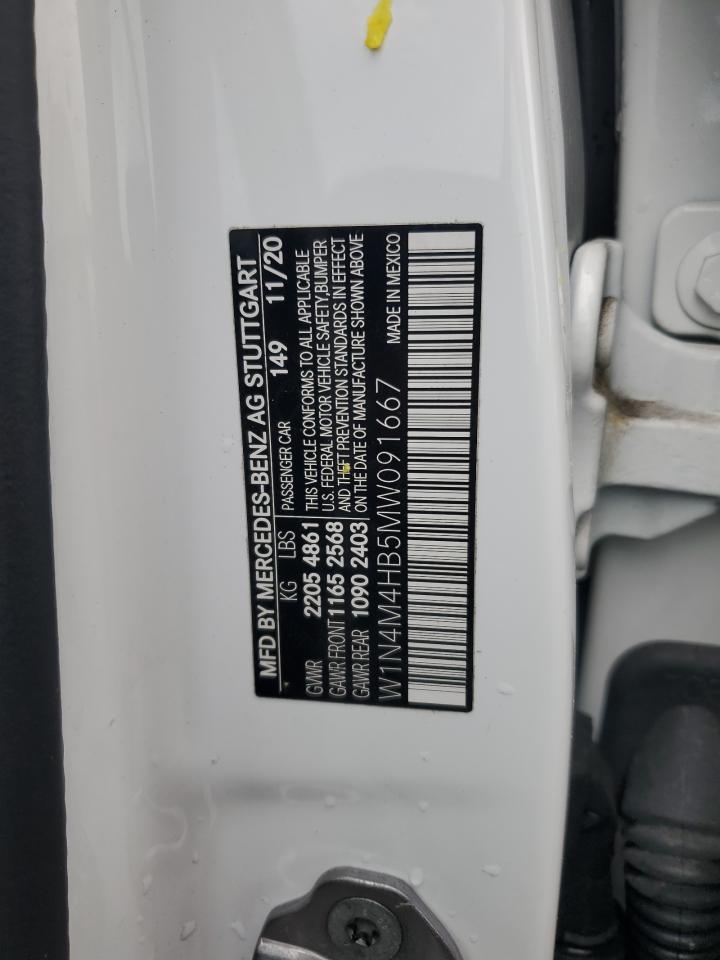 MFD BY MERCEDES-BENZ AG STUTTGART
KG LBS PASSENGER CAR 149 11/20
GVWR 2205 4861 THIS VEHICLE CONFORMS TO ALL APPLICABLE
U.S. FEDERAL MOTOR VEHICLE SAFETY,BUMPER
GAWR FRONT 1165 2568 AND THEFT PREVENTION STANDARDS IN EFFECT
GAWR REAR 1090 2403 ON THE DATE OF MANUFACTURE SHOWN ABOVE
W1N4M4HB5MW091667 MADE IN MEXICO